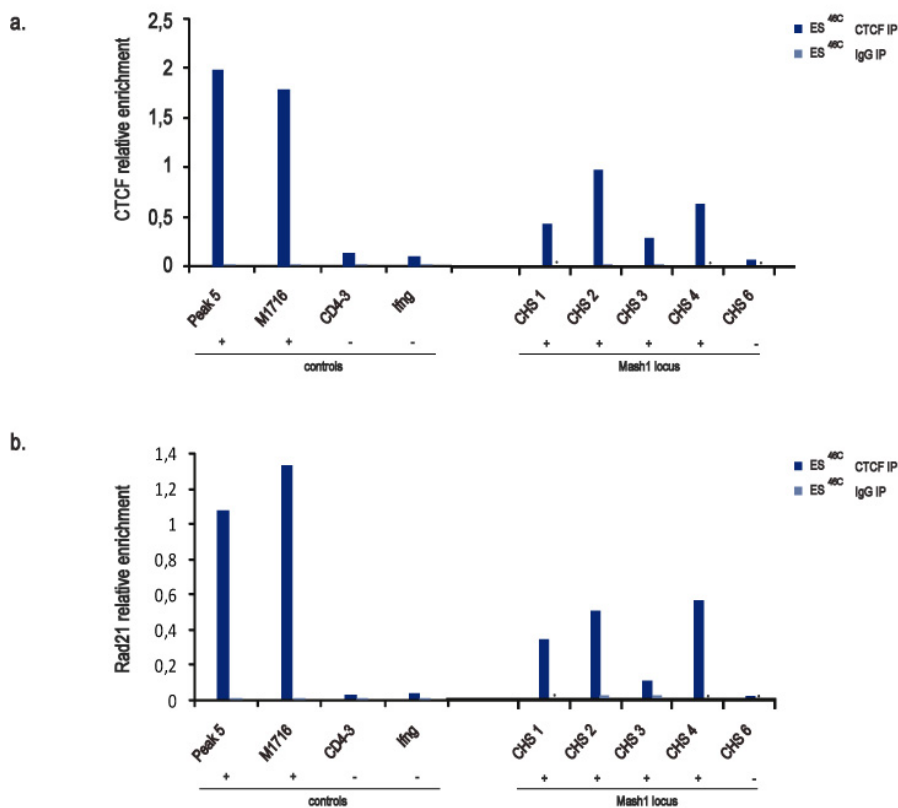 a.
ES 46C CTCF IP
ES 46C IgG IP
CTCF relative enrichment
2,5
2
1,5
1
0,5
0
Peak 5 M1716 CD4-3 Ifng CHS 1 CHS 2 CHS 3 CHS 4 CHS 6
+ + - - + + + + -
controls Mash1 locus
b.
ES 46C CTCF IP
ES 46C IgG IP
Rad21 relative enrichment
1,4
1,2
1
0,8
0,6
0,4
0,2
0
Peak 5 M1716 CD4-3 Ifng CHS 1 CHS 2 CHS 3 CHS 4 CHS 6
+ + - - + + + + -
controls Mash1 locus